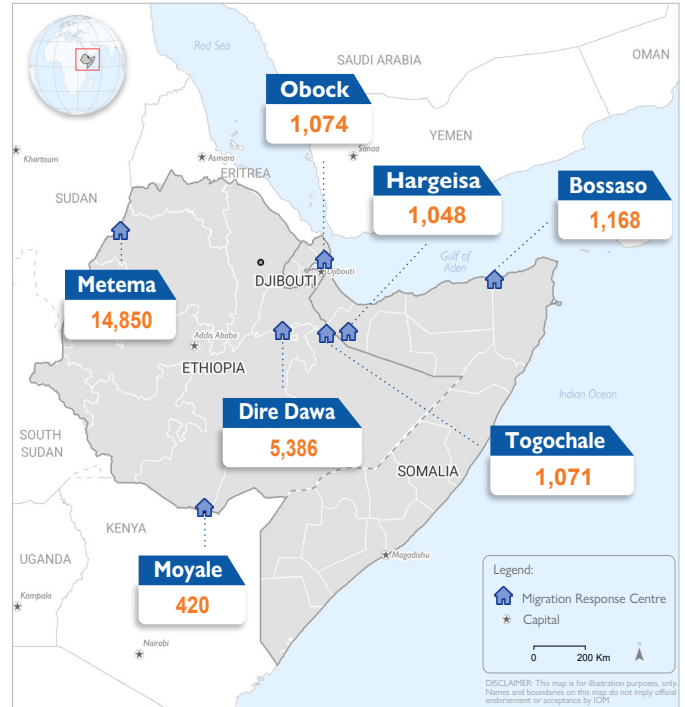 Red Sea
SAUDI ARABIA
OMAN
Obock
1,074
YEMEN
Sanaa
Khartoum
Asmara
ERITREA
SUDAN
Hargeisa
1,048
Bossaso
1,168
Gulf of
Aden
Djibouti
DJIBOUTI
Metema
14,850
Addis Ababa
ETHIOPIA
Indian Ocean
Dire Dawa
5,386
Togochale
1,071
SOUTH
SUDAN
SOMALIA
KENYA
UGANDA
Mogadishu
Moyale
420
Kampala
Nairobi
Legend:
Migration Response Centre
Capital
0 200 Km
N
DISCLAIMER: This map is for illustration purposes, only.
Names and boundaries on this map do not imply official
endorsement or acceptance by IOM.